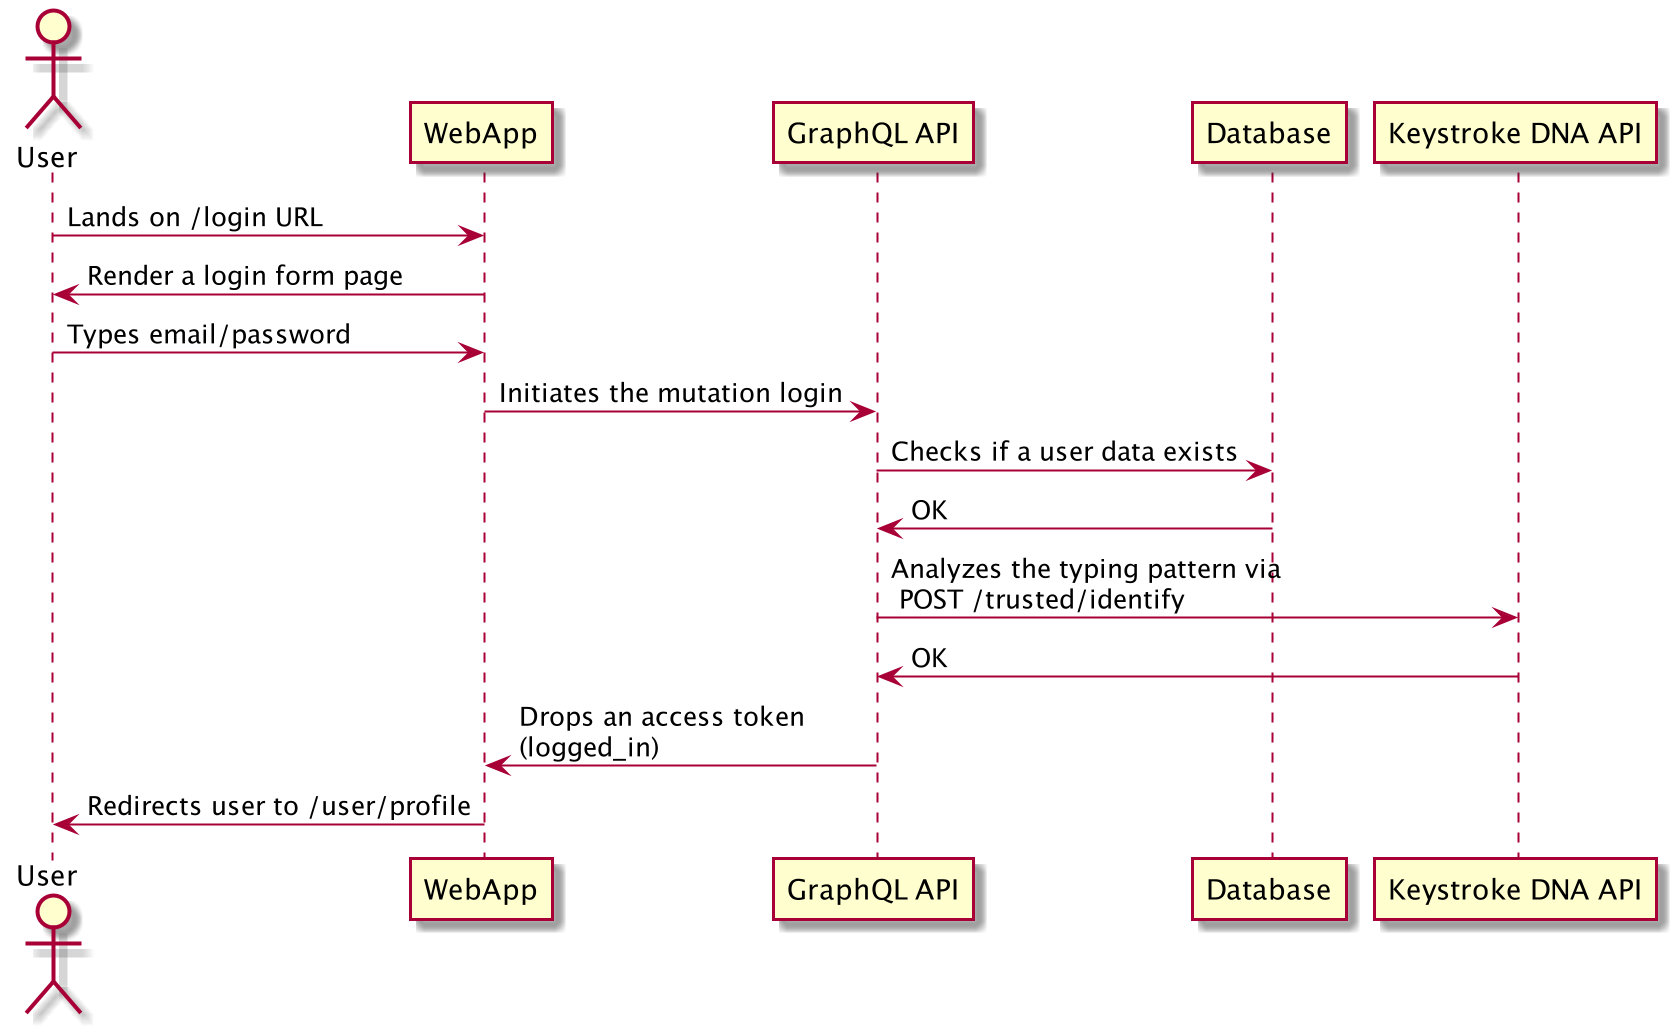 User
WebApp
GraphQL API
Database
Keystroke DNA API
Lands on /login URL
Render a login form page
Types email/password
Initiates the mutation login
Checks if a user data exists
OK
Analyzes the typing pattern via
POST /trusted/identify
OK
Drops an access token
(logged_in)
Redirects user to /user/profile
User
WebApp
GraphQL API
Database
Keystroke DNA API